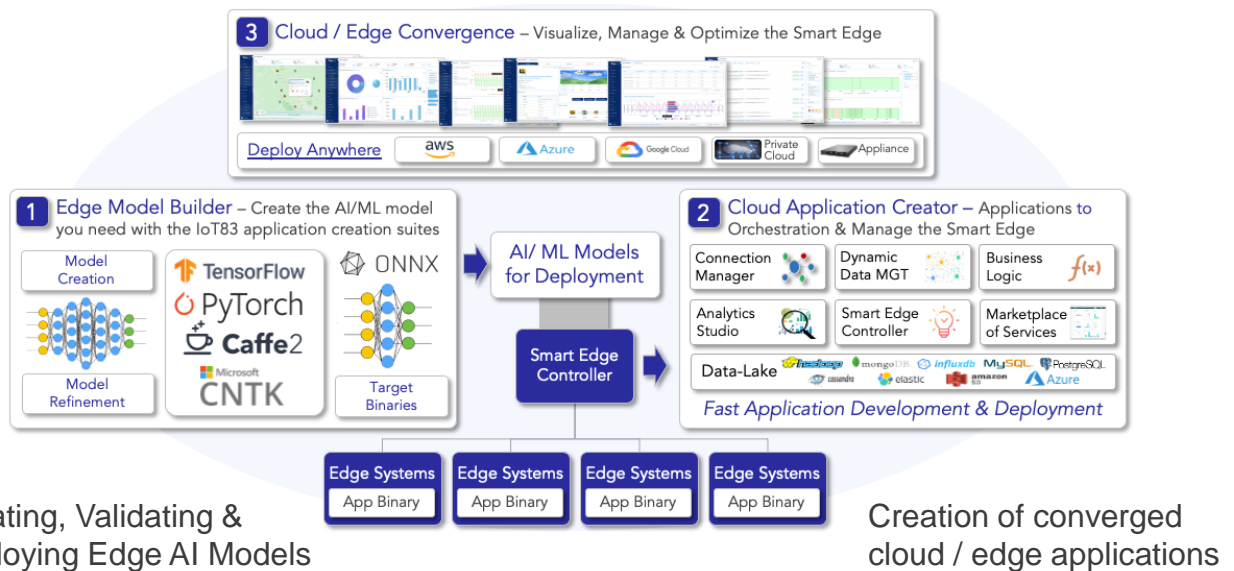 3 Cloud / Edge Convergence – Visualize, Manage & Optimize the Smart Edge
Deploy Anywhere
aws
Azure
Google Cloud
Private
Cloud
Appliance
1 Edge Model Builder – Create the AI/ML model
you need with the IoT83 application creation suites
Model
Creation
Model
Refinement
TensorFlow
PyTorch
Caffe2
Microsoft
CNTK
ONNX
Target
Binaries
AI/ ML Models
for Deployment
Smart Edge
Controller
2 Cloud Application Creator – Applications to
Orchestration & Manage the Smart Edge
Connection
Manager
Dynamic
Data MGT
Business
Logic
f(x)
Analytics
Studio
Smart Edge
Controller
Marketplace
of Services
Data-Lake
hadoop mongoDB. influxdb MySQL PostgreSQL
cassandra elastic amazon S3 Azure
Fast Application Development & Deployment
Edge Systems
App Binary
Edge Systems
App Binary
Edge Systems
App Binary
Edge Systems
App Binary
ating, Validating &
loying Edge AI Models
Creation of converged
cloud / edge applications